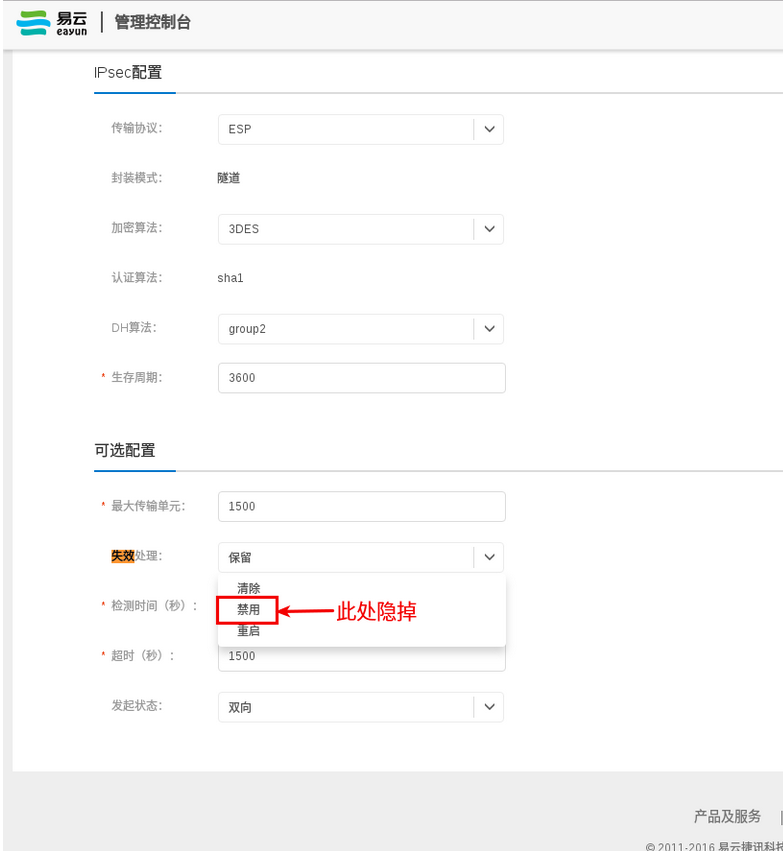 易云 eayun | 管理控制台
IPsec配置
传输协议: ESP
封装模式: 隧道
加密算法: 3DES
认证算法: sha1
DH算法: group2
* 生存周期: 3600
可选配置
* 最大传输单元: 1500
失效处理: 保留
清除
* 检测时间（秒）: 禁用 此处隐掉
重启
* 超时（秒）: 1500
发起状态: 双向
产品及服务 |
© 2011-2016 易云捷讯科